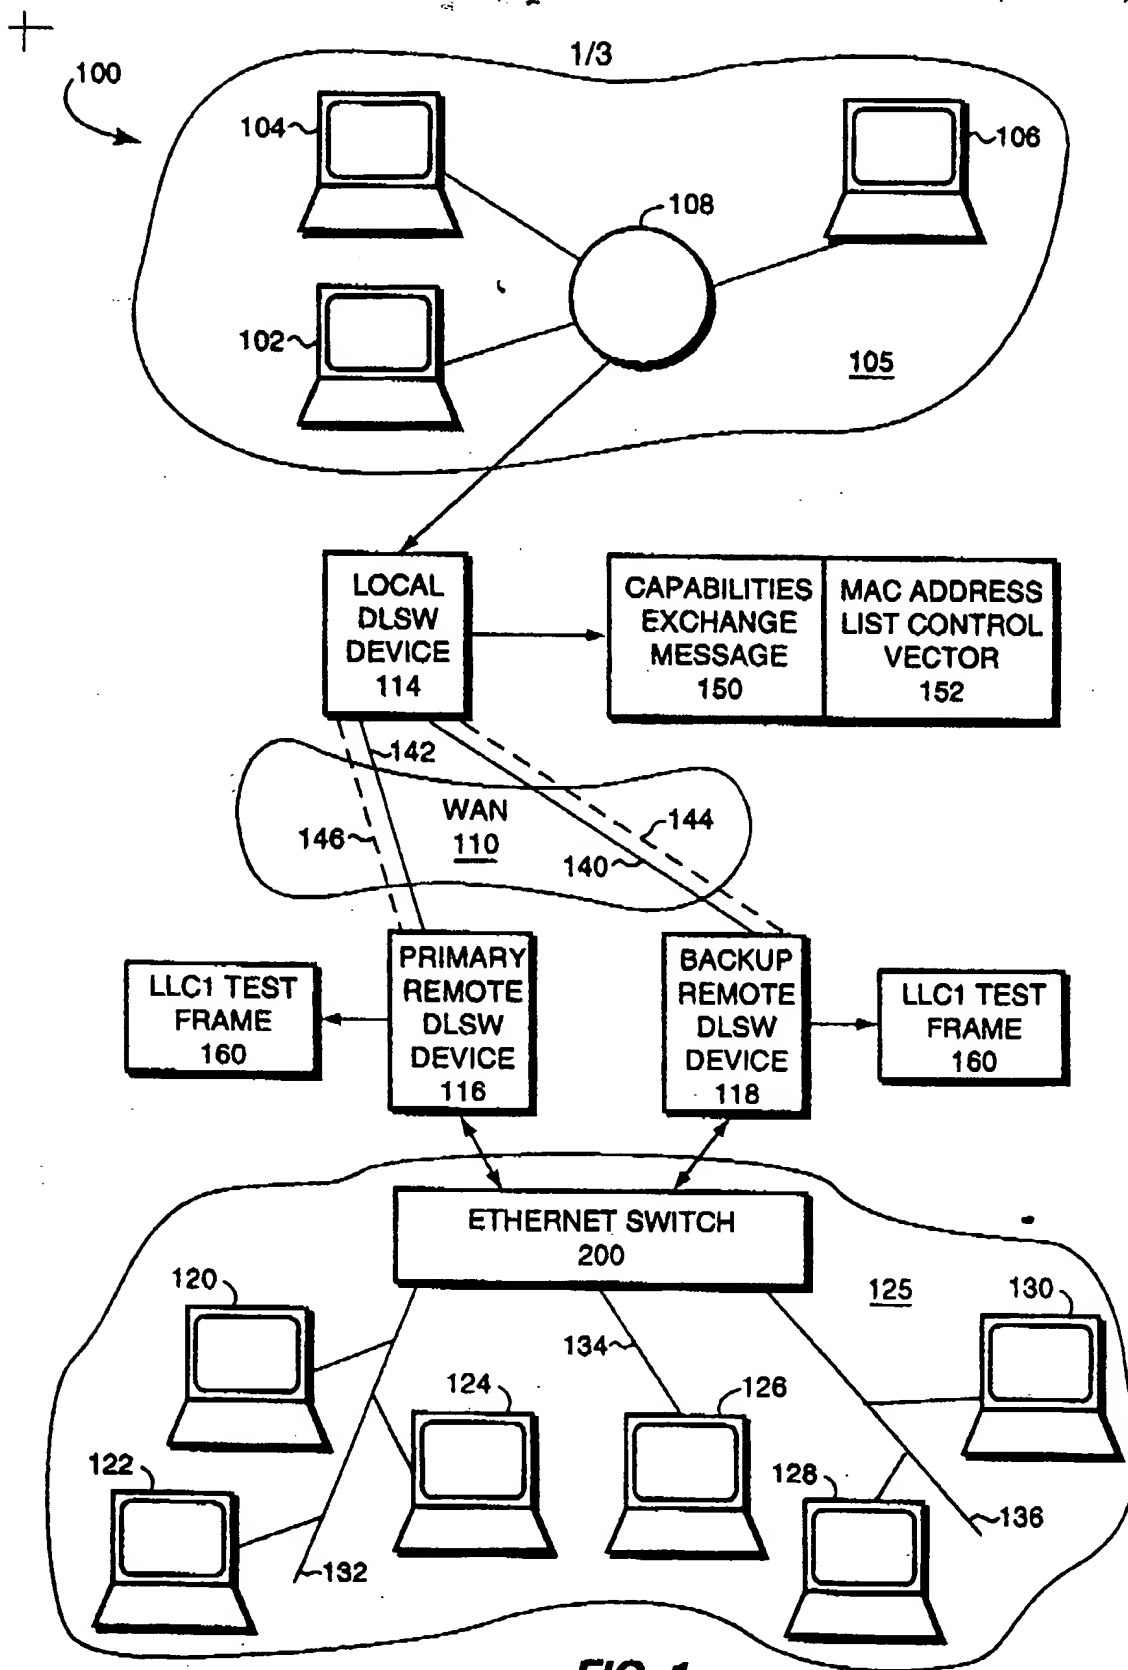 1/3
100
104
106
108
102
105
LOCAL
DLSW
DEVICE
114
CAPABILITIES
EXCHANGE
MESSAGE
150
MAC ADDRESS
LIST CONTROL
VECTOR
152
142
WAN
110
146
144
140
PRIMARY
REMOTE
DLSW
DEVICE
116
BACKUP
REMOTE
DLSW
DEVICE
118
LLC1 TEST
FRAME
160
LLC1 TEST
FRAME
160
ETHERNET SWITCH
200
120
125
130
134
124
126
122
128
136
132
FIG. 1